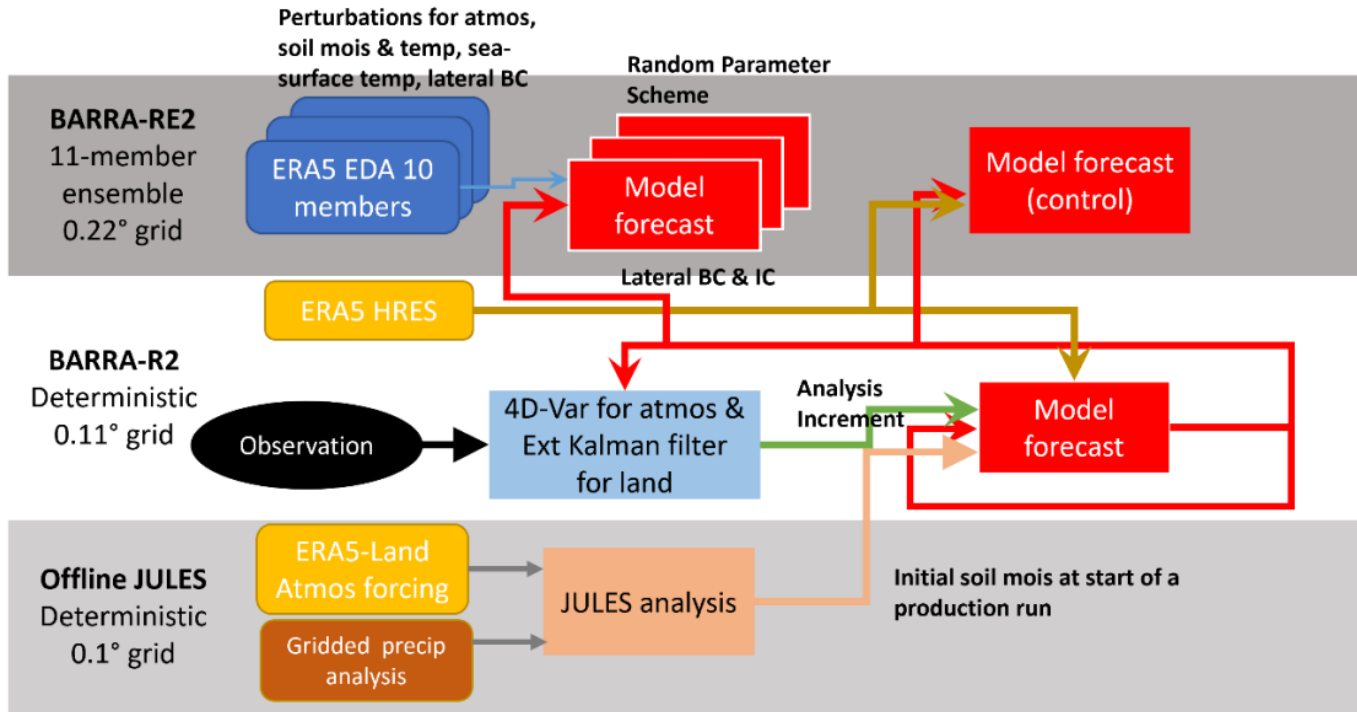 Perturbations for atmos,
soil mois & temp, sea-
surface temp, lateral BC
Random Parameter
Scheme
BARRA-RE2
11-member
ensemble
0.22° grid
ERA5 EDA 10
members
Model
forecast
Model forecast
(control)
Lateral BC & IC
ERA5 HRES
BARRA-R2
Deterministic
0.11° grid
Observation
4D-Var for atmos &
Ext Kalman filter
for land
Analysis
Increment
Model
forecast
Offline JULES
Deterministic
0.1° grid
ERA5-Land
Atmos forcing
Gridded precip
analysis
JULES analysis
Initial soil mois at start of a
production run